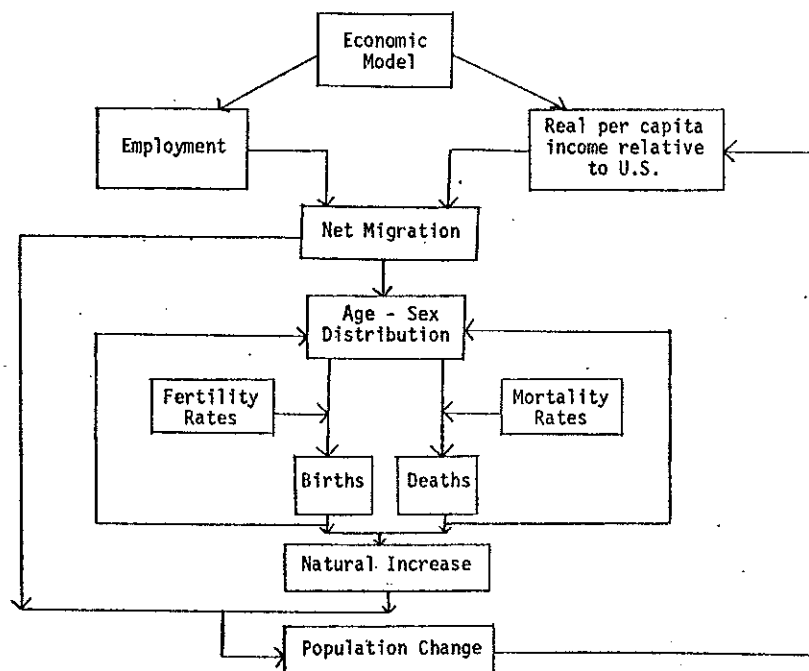 Economic
Model
Employment
Real per capita
income relative
to U.S.
Net Migration
Age - Sex
Distribution
Fertility
Rates
Mortality
Rates
Births
Deaths
Natural Increase
Population Change